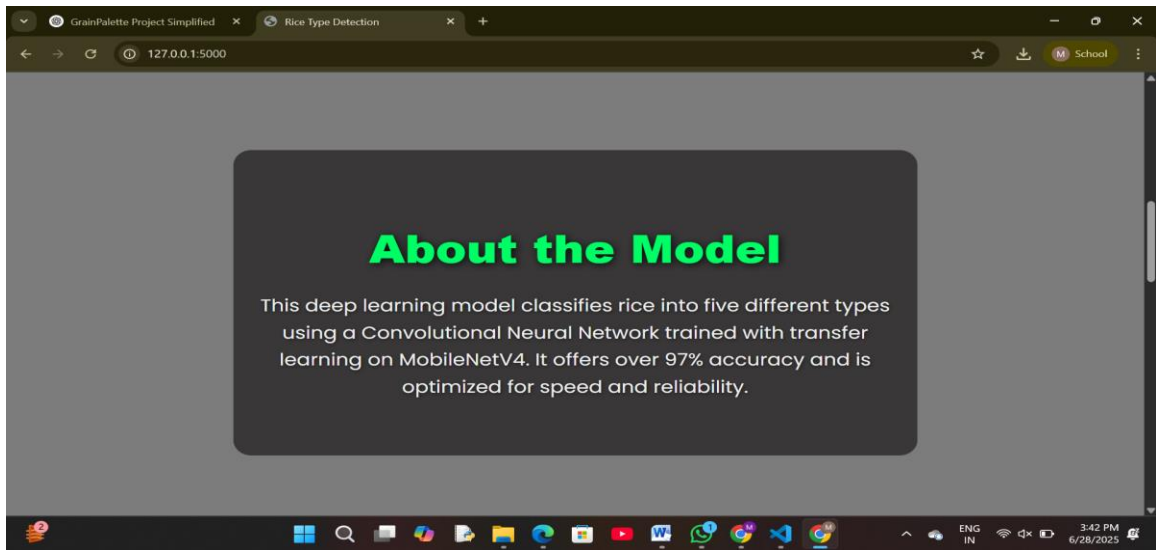 GrainPalette Project Simplified
Rice Type Detection
127.0.0.1:5000
M School
About the Model
This deep learning model classifies rice into five different types
using a Convolutional Neural Network trained with transfer
learning on MobileNetV4. It offers over 97% accuracy and is
optimized for speed and reliability.
2
1
ENG
IN
3:42 PM
6/28/2025